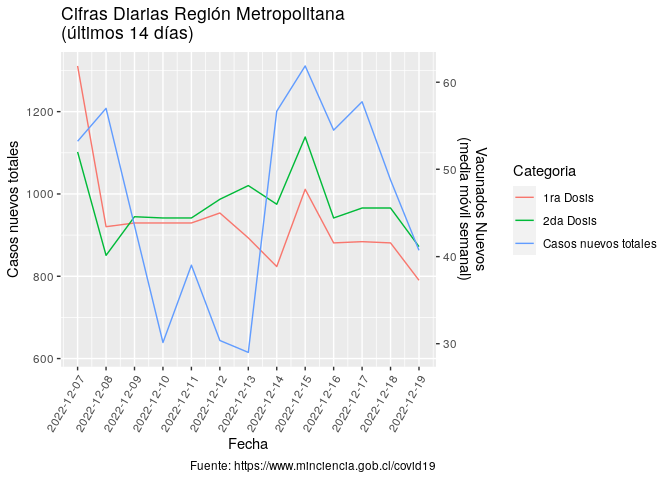 Cifras Diarias Región Metropolitana
(últimos 14 días)
Casos nuevos totales
1200
1000
800
600
60
50
40
30
Vacunados Nuevos
(media móvil semanal)
2022-12-07
2022-12-08
2022-12-09
2022-12-10
2022-12-11
2022-12-12
2022-12-13
2022-12-14
2022-12-15
2022-12-16
2022-12-17
2022-12-18
2022-12-19
Fecha
Categoria
1ra Dosis
2da Dosis
Casos nuevos totales
Fuente: https://www.minciencia.gob.cl/covid19